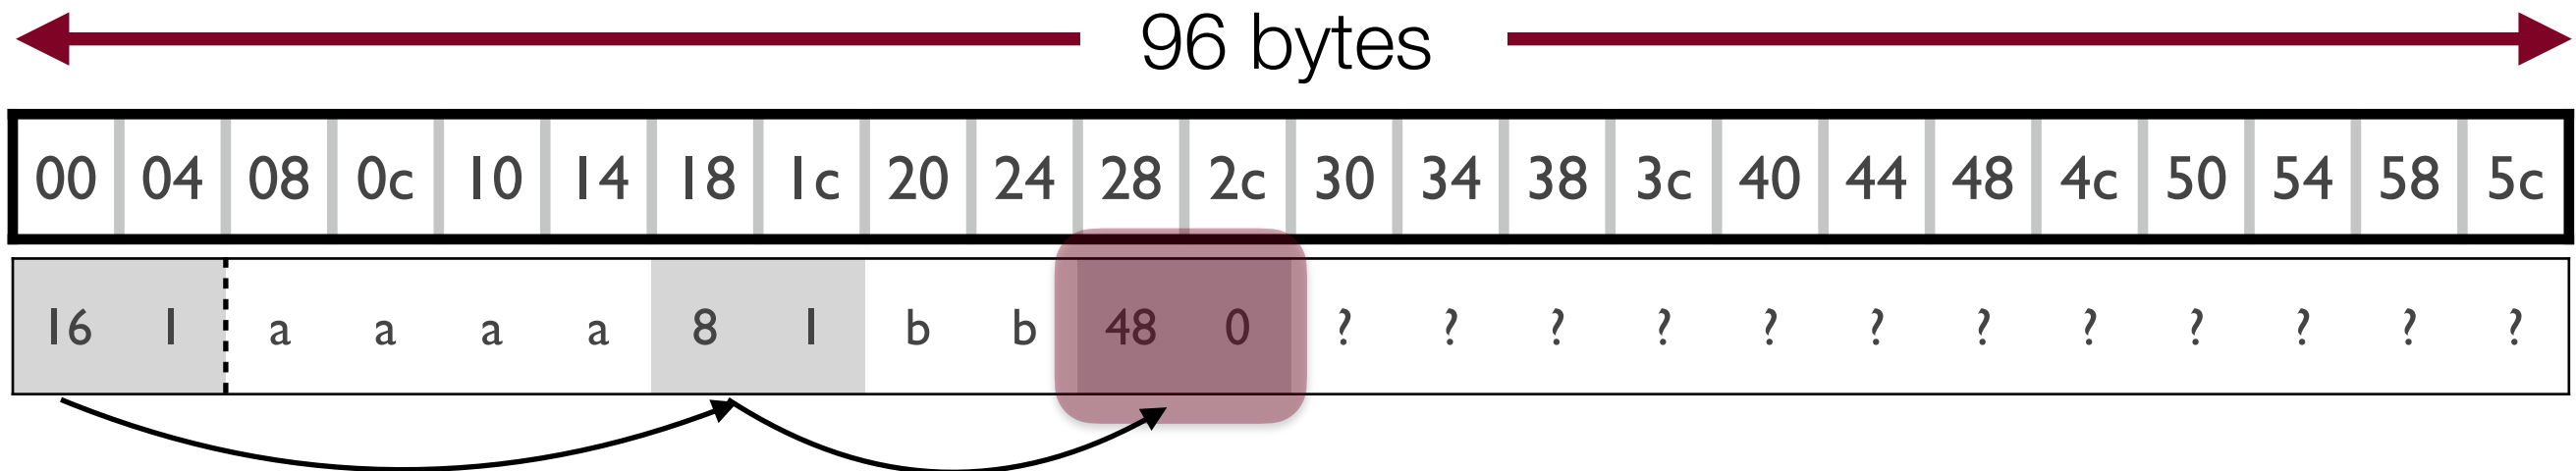 96 bytes
00 04 08 0c 10 14 18 1c 20 24 28 2c 30 34 38 3c 40 44 48 4c 50 54 58 5c
16 1 a a a a 8 1 b b 48 0 ? ? ? ? ? ? ? ? ? ? ? ?